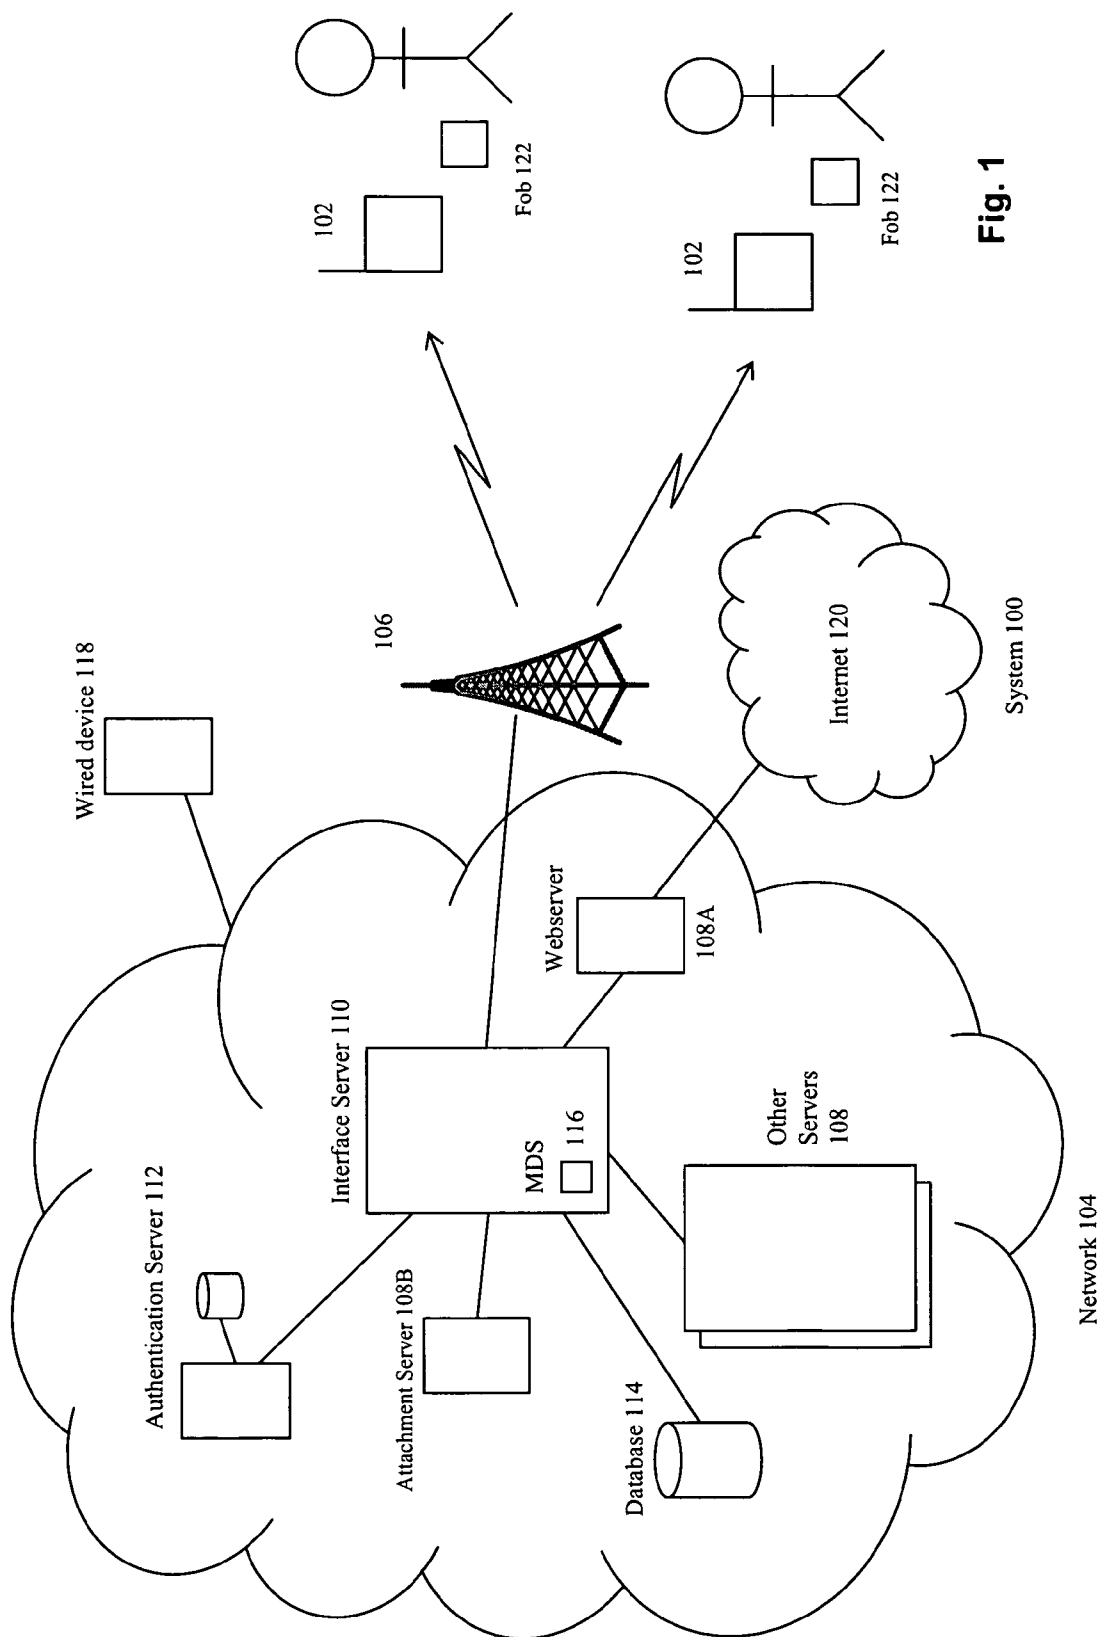 Authentication Server 112
Attachment Server 108B
Database 114
Interface Server 110
MDS
116
Other
Servers
108
Network 104
Webserver
108A
Wired device 118
106
Internet 120
System 100
102
Fob 122
102
Fob 122
Fig. 1